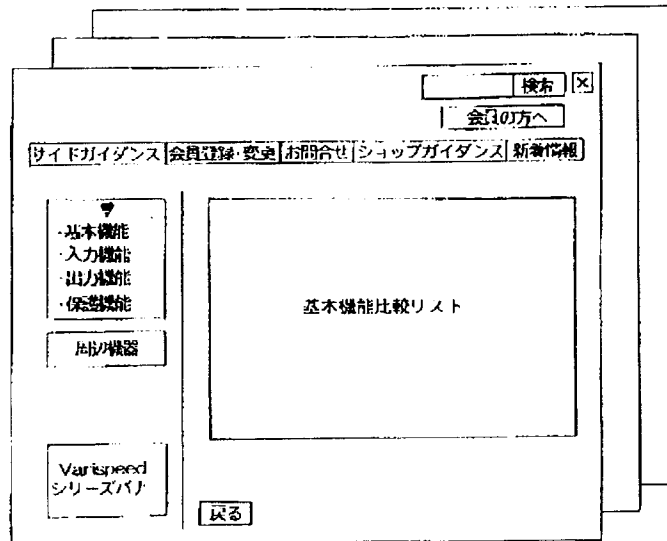 検索 ×
会員の方へ
サイドガイダンス 会員登録・変更 お問合せ ショップガイダンス 新着情報
・基本機能
・入力機能
・出力機能
・保護機能
基本機能比較リスト
周辺機器
Varispeed
シリーズバナー
戻る